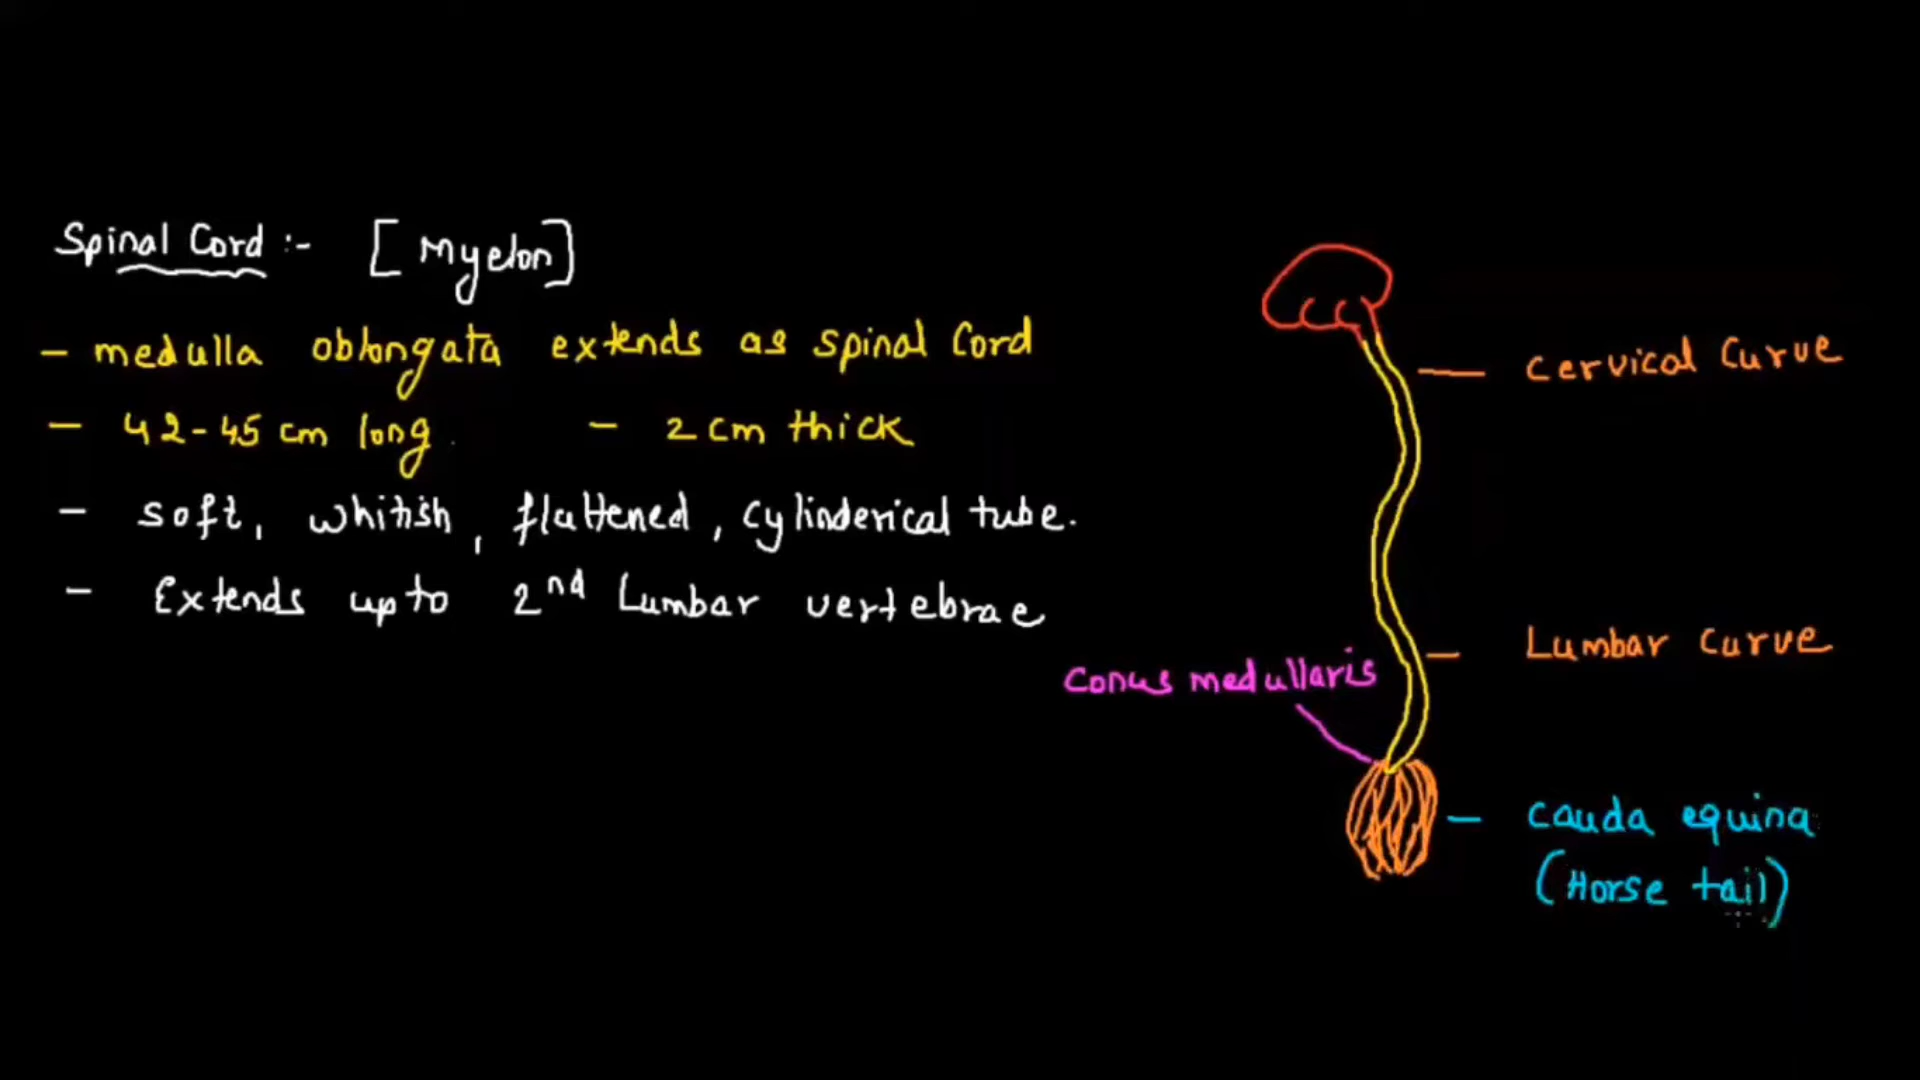 Spinal Cord :- [Myelon]
- medulla oblongata extends as spinal Cord
- 42-45 cm long. - 2 cm thick
- soft, whitish, flattened, cylinderical tube.
- Extends upto 2nd Lumbar vertebrae
cervical curve
Lumbar curve
Conus medullaris
cauda equina
(Horse tail)